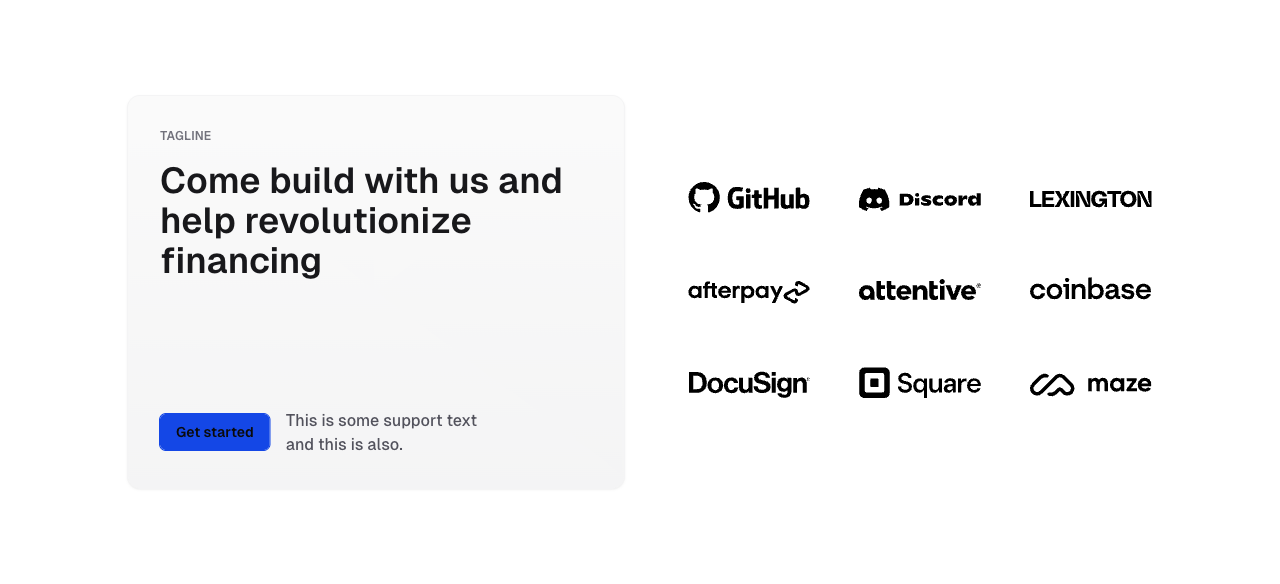 TAGLINE
Come build with us and
help revolutionize
financing
Get started
This is some support text
and this is also.
GitHub
Discord
LEXINGTON
afterpay
attentive®
coinbase
DocuSign
Square
maze